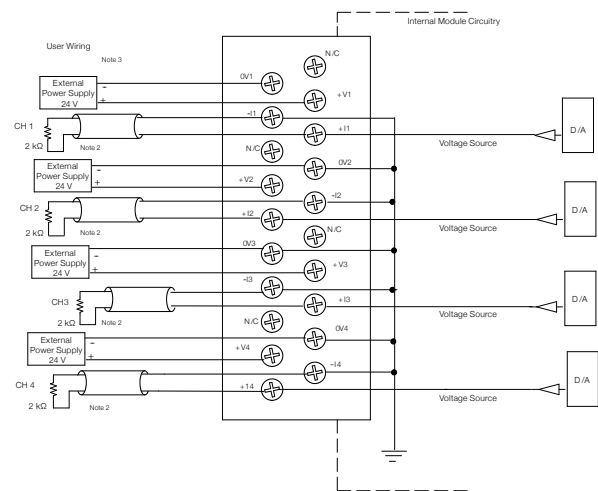 Internal Module Circuitry
User Wiring
Note 3
N/C
0V1
External
Power Supply
24 V
-
+
+V1
-I1
CH 1
2 kΩ
Note 2
+I1
Voltage Source
D/A
N/C
0V2
External
Power Supply
24 V
-
+
+V2
-I2
CH 2
2 kΩ
Note 2
+I2
Voltage Source
D/A
N/C
0V3
External
Power Supply
24 V
-
+
+V3
-I3
CH3
2 kΩ
Note 2
+I3
Voltage Source
D/A
N/C
0V4
External
Power Supply
24 V
-
+
+V4
-I4
CH 4
2 kΩ
Note 2
+14
Voltage Source
D/A